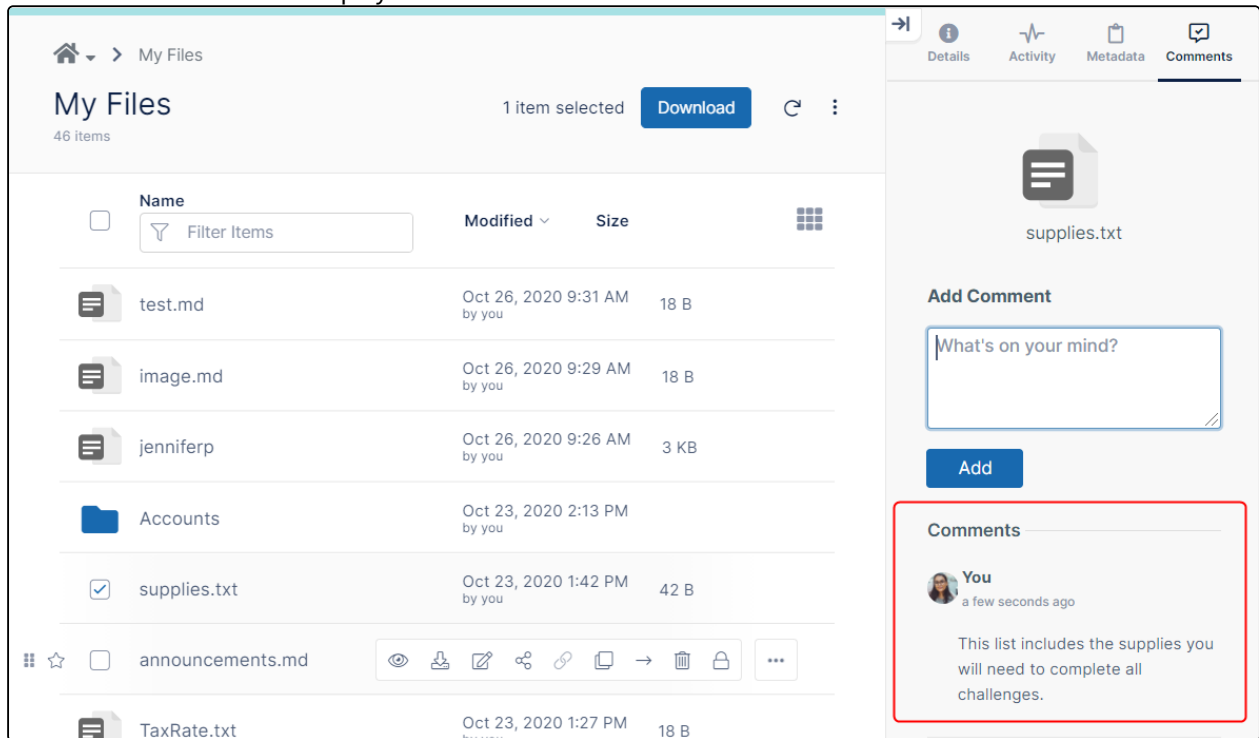 My Files
My Files
46 items
1 item selected
Download
Name
Filter Items
Modified
Size
test.md
Oct 26, 2020 9:31 AM
by you
18 B
image.md
Oct 26, 2020 9:29 AM
by you
18 B
jenniferp
Oct 26, 2020 9:26 AM
by you
3 KB
Accounts
Oct 23, 2020 2:13 PM
by you
supplies.txt
Oct 23, 2020 1:42 PM
by you
42 B
announcements.md
TaxRate.txt
Oct 23, 2020 1:27 PM
18 B
Details
Activity
Metadata
Comments
supplies.txt
Add Comment
What's on your mind?
Add
Comments
You
a few seconds ago
This list includes the supplies you
will need to complete all
challenges.